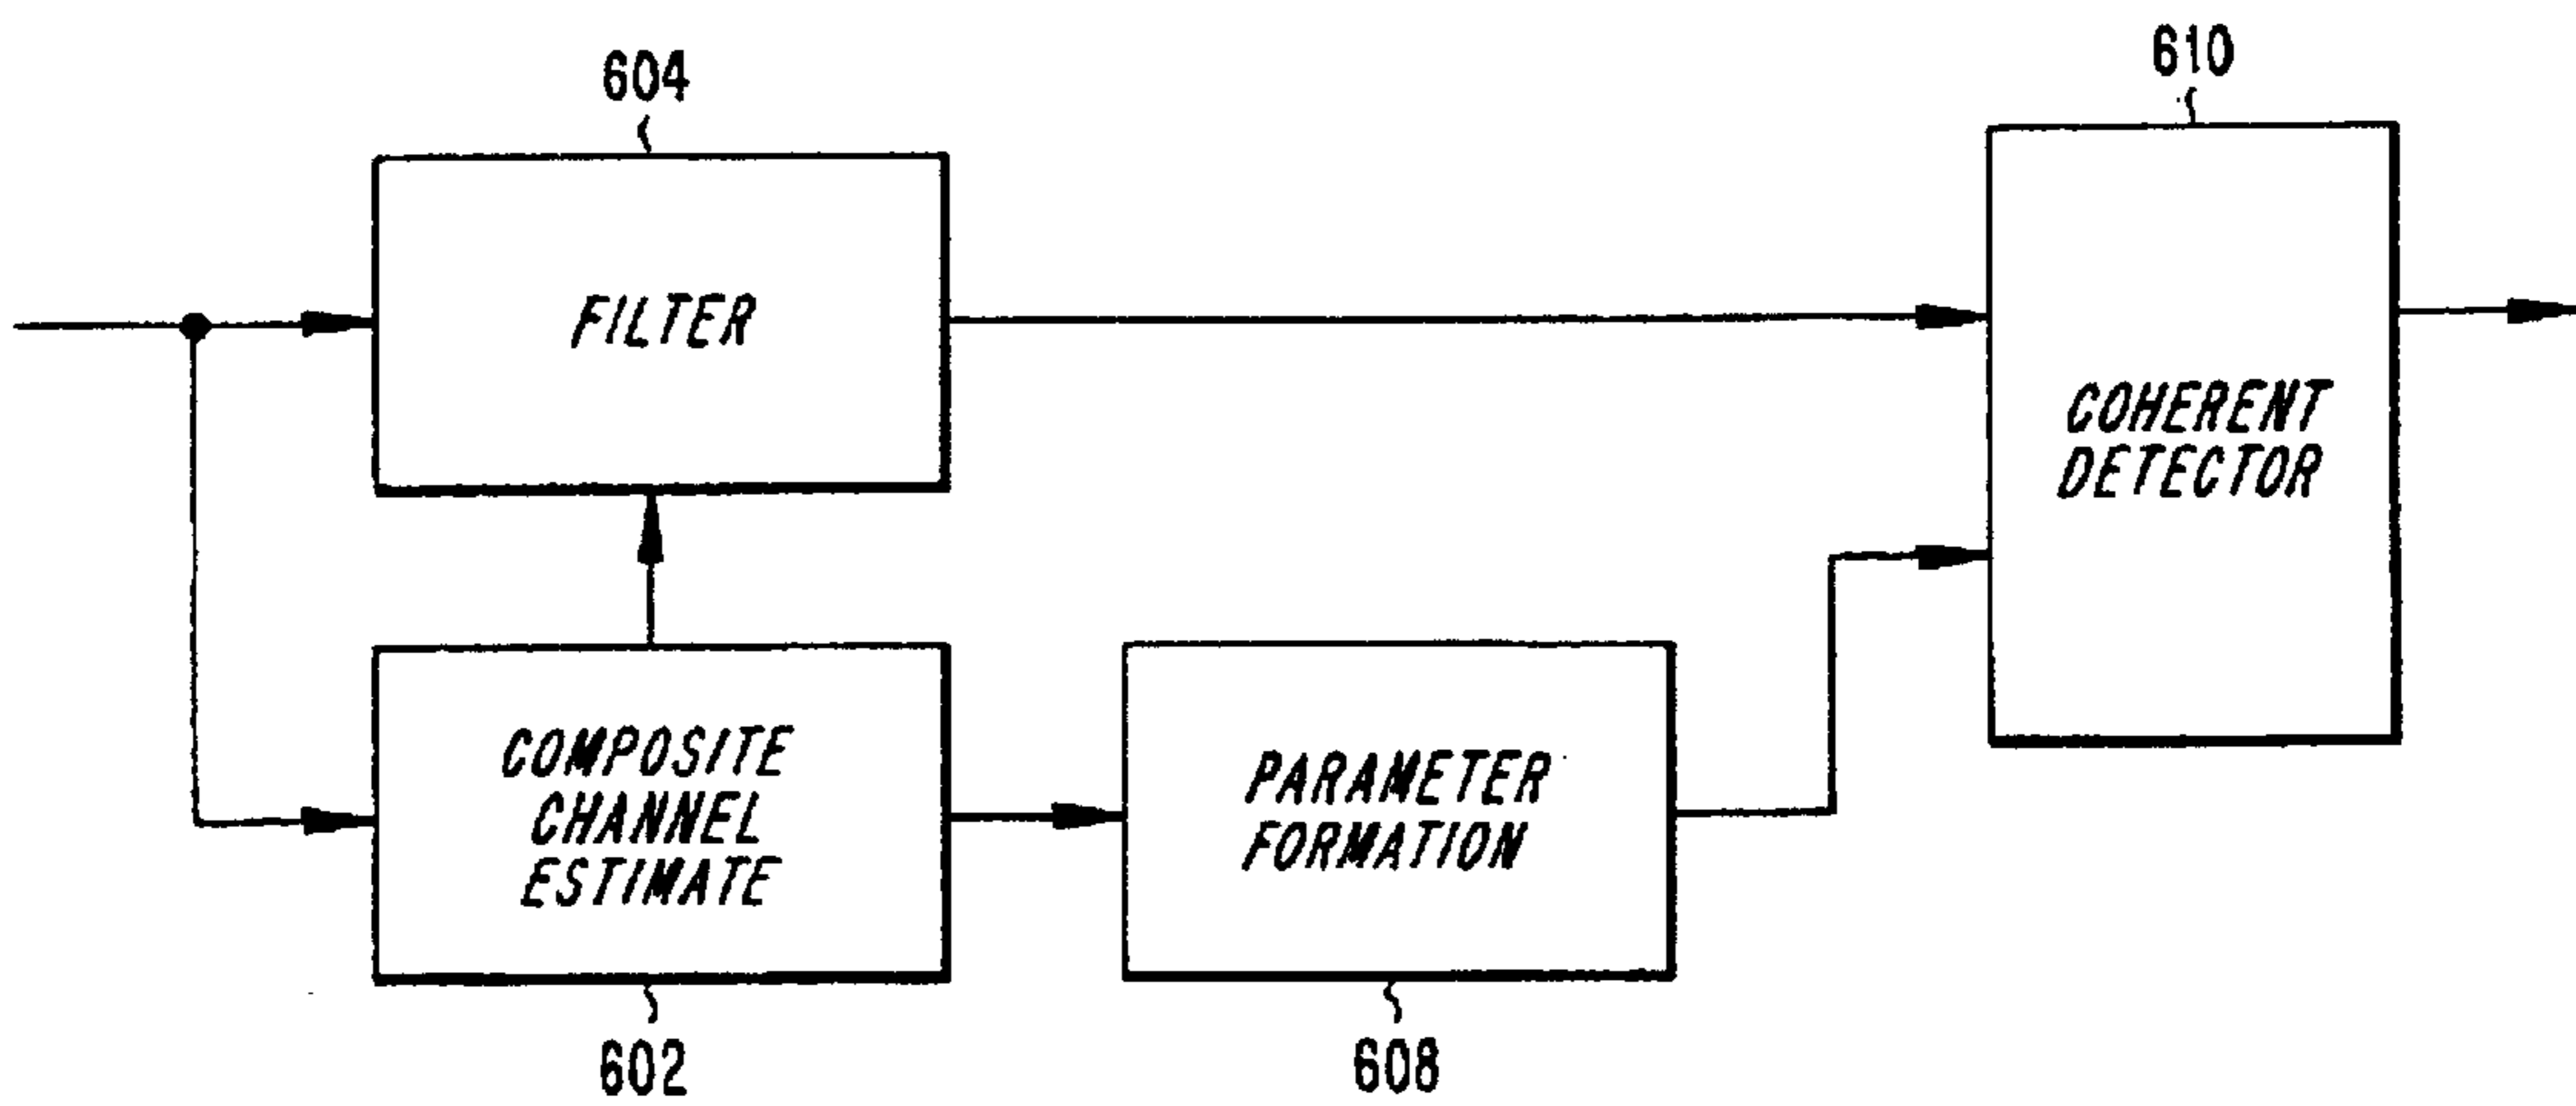 604
610
FILTER
COHERENT
DETECTOR
COMPOSITE
CHANNEL
ESTIMATE
PARAMETER
FORMATION
602
608